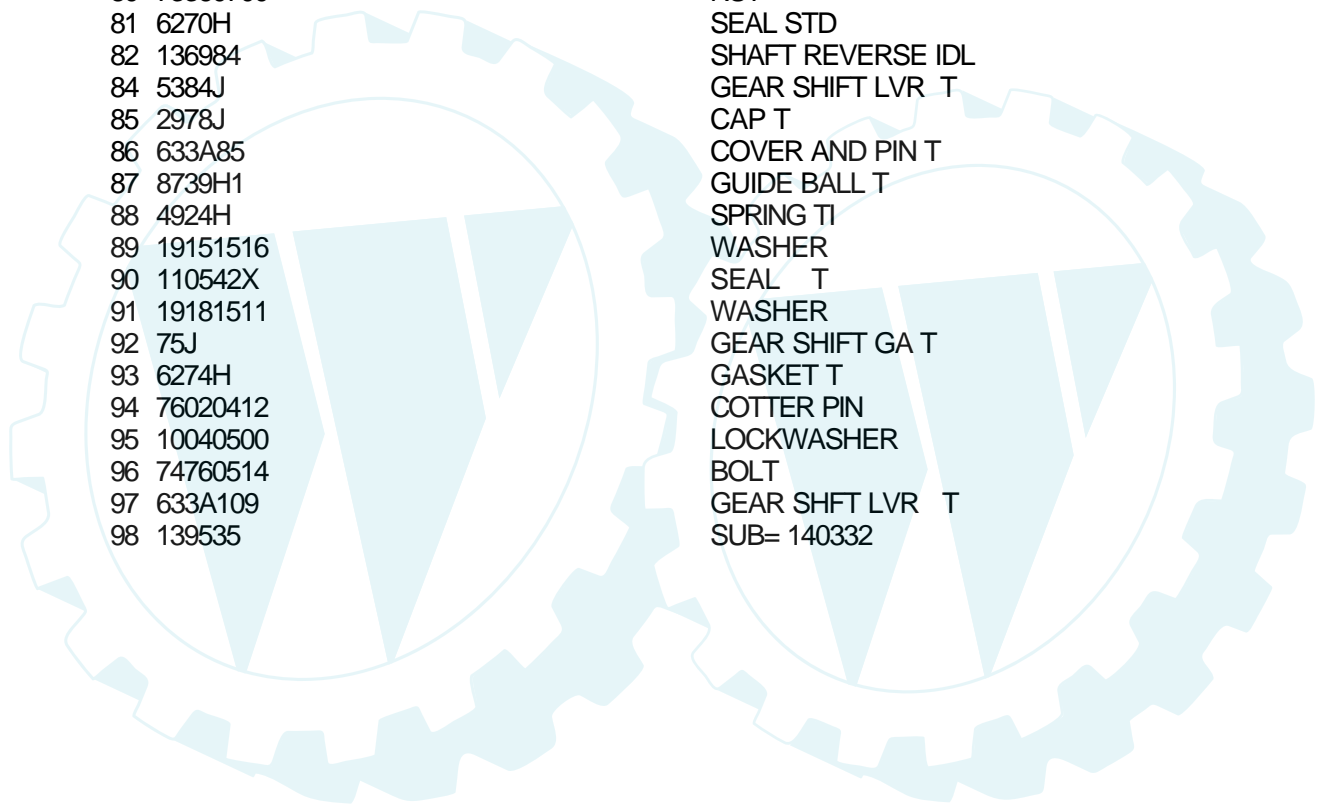 81 6270H SEAL STD
82 136984 SHAFT REVERSE IDL
84 5384J GEAR SHIFT LVR T
85 2978J CAP T
86 633A85 COVER AND PIN T
87 8739H1 GUIDE BALL T
88 4924H SPRING TI
89 19151516 WASHER
90 110542X SEAL T
91 19181511 WASHER
92 75J GEAR SHIFT GA T
93 6274H GASKET T
94 76020412 COTTER PIN
95 10040500 LOCKWASHER
96 74760514 BOLT
97 633A109 GEAR SHFT LVR T
98 139535 SUB= 140332